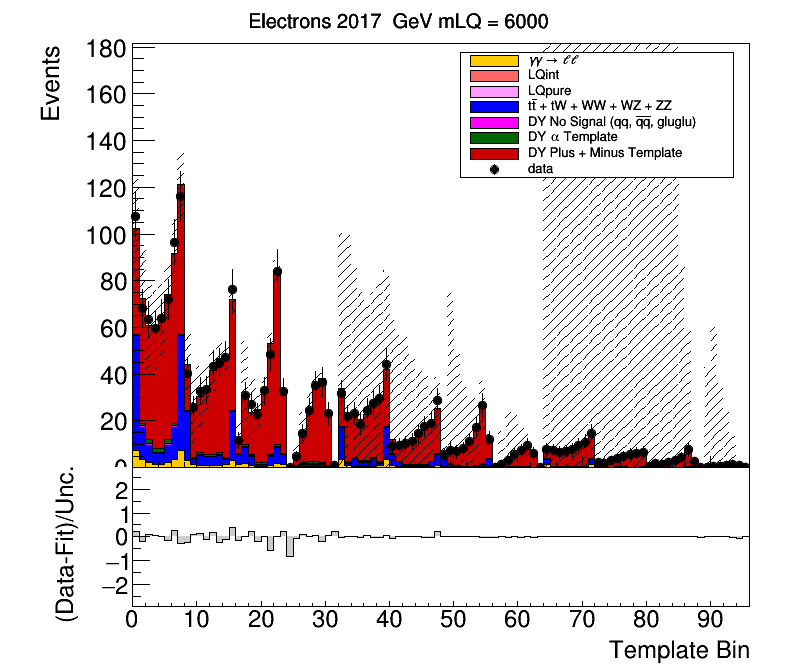 Electrons 2017 GeV mLQ = 6000
Events
180
160
140
120
100
80
60
40
20
0
γγ → ℓℓ
LQint
LQpure
tt̅ + tW + WW + WZ + ZZ
DY No Signal (qq, q̅q̅, gluglu)
DY α Template
DY Plus + Minus Template
data
(Data-Fit)/Unc.
2
1
0
−1
−2
0 10 20 30 40 50 60 70 80 90
Template Bin